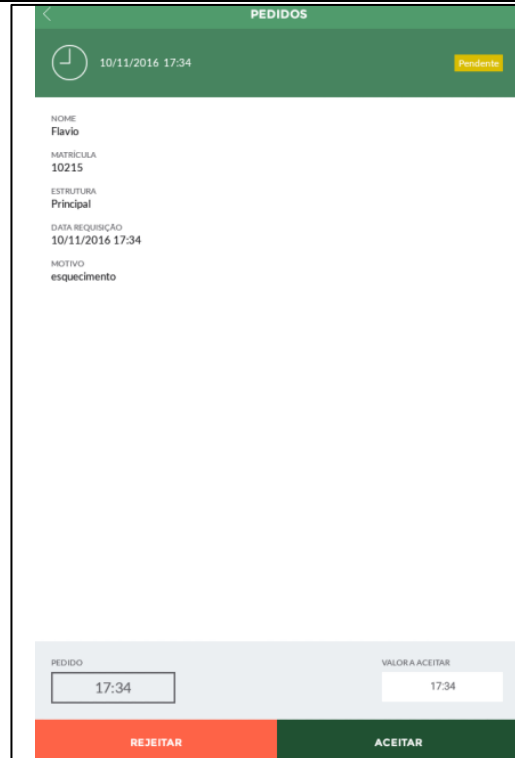 PEDIDOS
10/11/2016 17:34
Pendente
NOME
Flavio
MATRÍCULA
10215
ESTRUTURA
Principal
DATA REQUISIÇÃO
10/11/2016 17:34
MOTIVO
esquecimento
PEDIDO
VALOR A ACEITAR
17:34
17:34
REJEITAR
ACEITAR